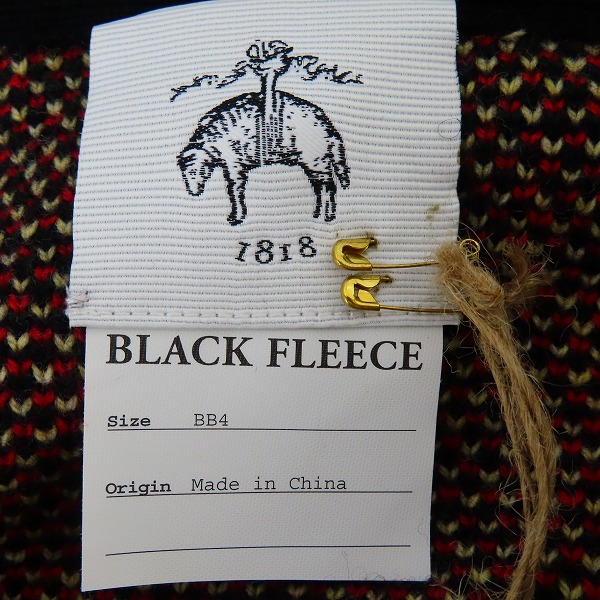 1818
BLACK FLEECE
Size BB4
Origin Made in China